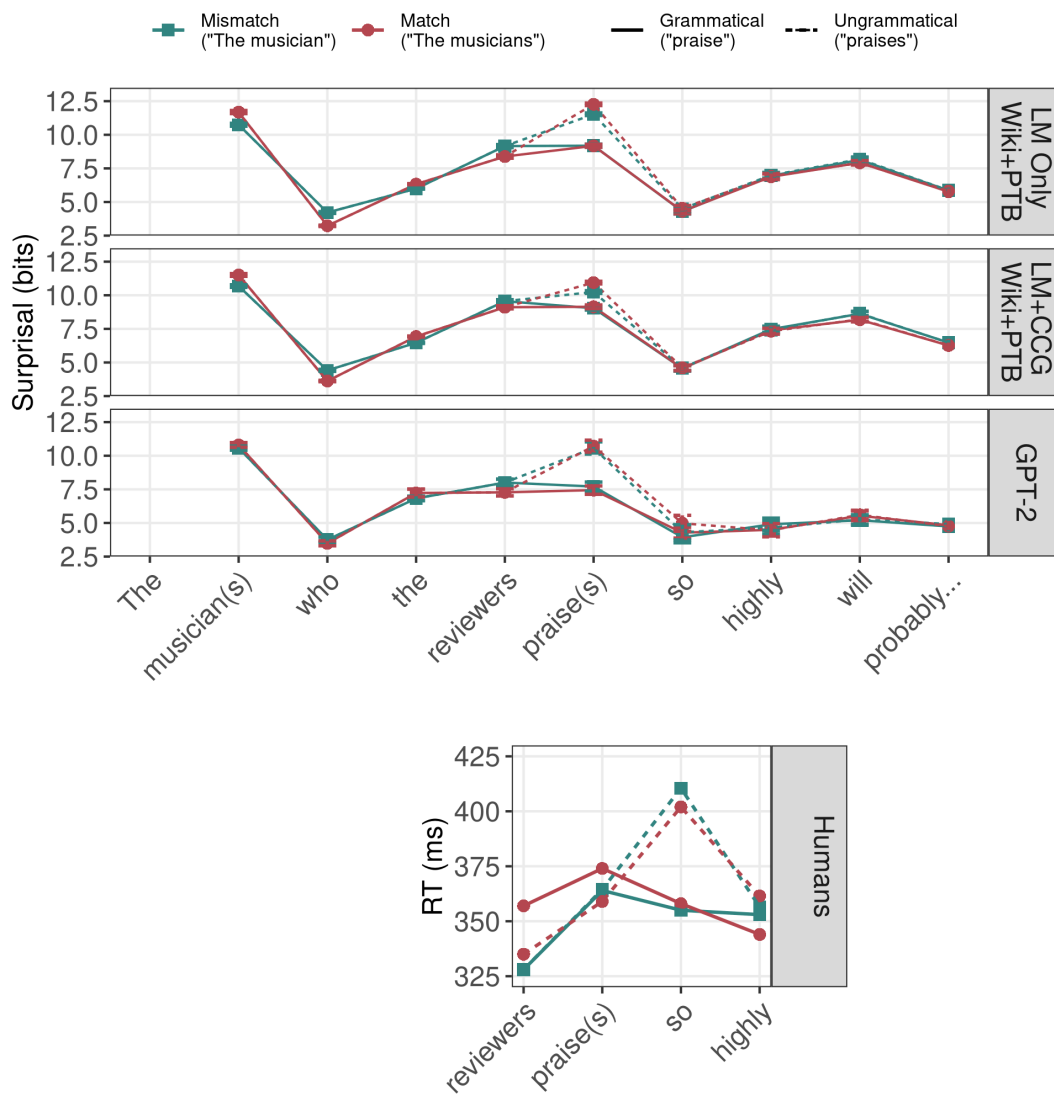 Mismatch
("The musician")
Match
("The musicians")
Grammatical
("praise")
Ungrammatical
("praises")
Surprisal (bits)
12.5
10.0
7.5
5.0
2.5
LM Only
Wiki+PTB
12.5
10.0
7.5
5.0
2.5
LM+CCG
Wiki+PTB
12.5
10.0
7.5
5.0
2.5
GPT-2
The
musician(s)
who
the
reviewers
praise(s)
so
highly
will
probably...
RT (ms)
425
400
375
350
325
Humans
reviewers
praise(s)
so
highly